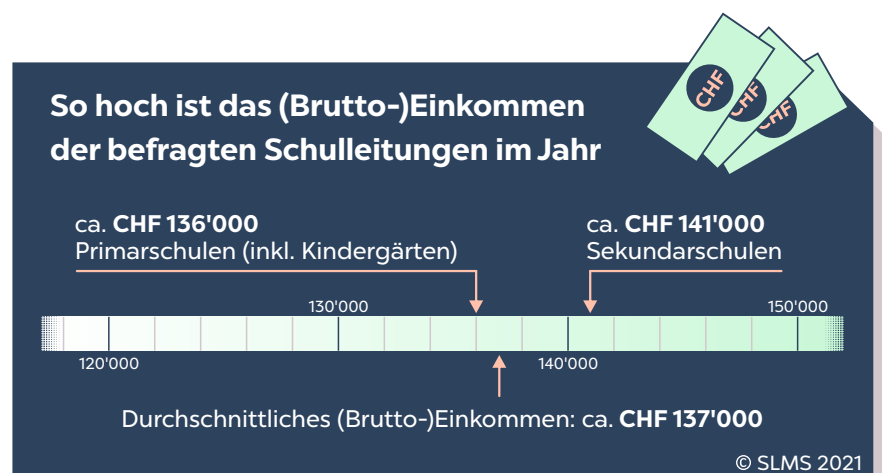 CHF
CHF
CHF
So hoch ist das (Brutto-)Einkommen
der befragten Schulleitungen im Jahr
ca. CHF 136'000
Primarschulen (inkl. Kindergärten)
ca. CHF 141'000
Sekundarschulen
130'000
150'000
120'000
140'000
Durchschnittliches (Brutto-)Einkommen: ca. CHF 137'000
© SLMS 2021